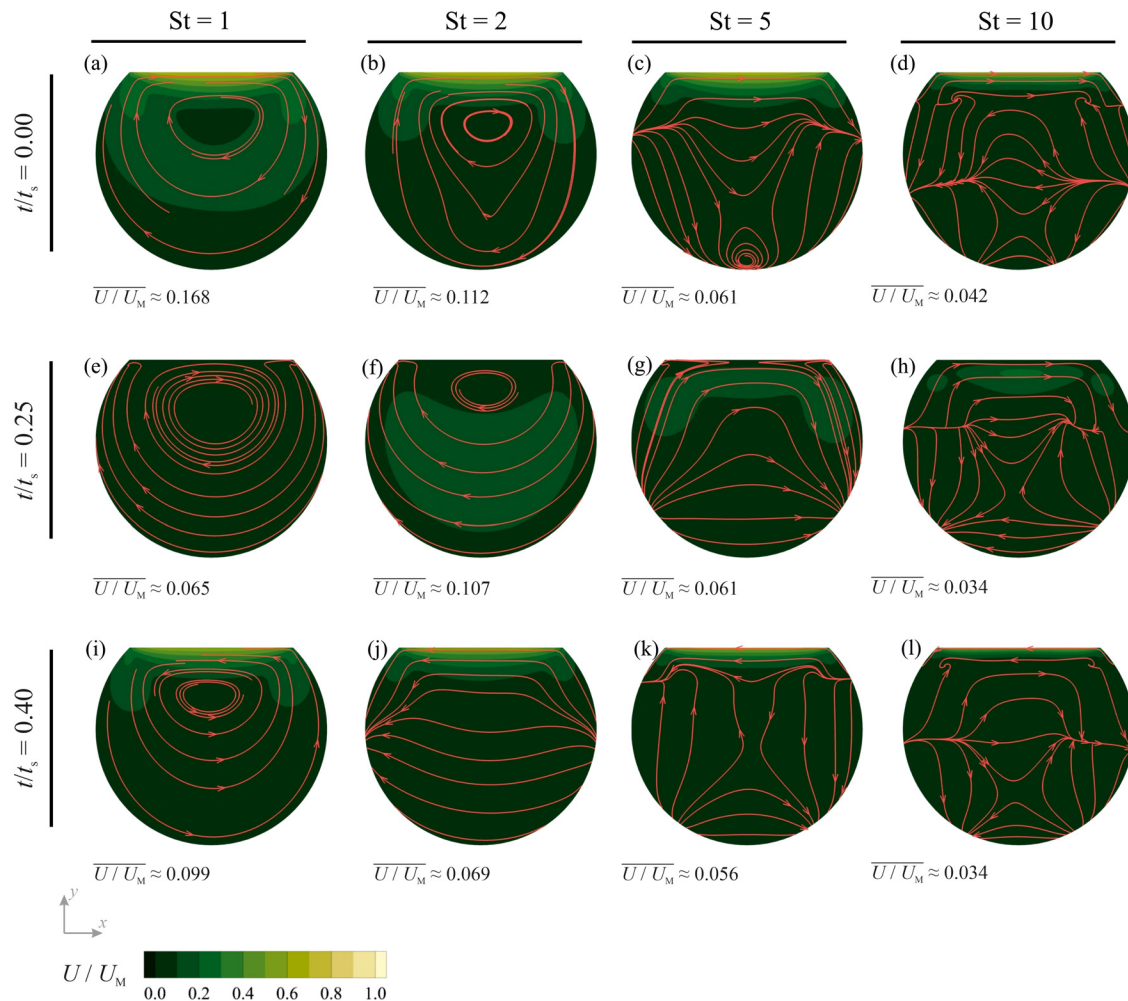 St = 1 St = 2 St = 5 St = 10
t/ts = 0.00
(a) (b) (c) (d)
U / UM ≈ 0.168 U / UM ≈ 0.112 U / UM ≈ 0.061 U / UM ≈ 0.042
t/ts = 0.25
(e) (f) (g) (h)
U / UM ≈ 0.065 U / UM ≈ 0.107 U / UM ≈ 0.061 U / UM ≈ 0.034
t/ts = 0.40
(i) (j) (k) (l)
U / UM ≈ 0.099 U / UM ≈ 0.069 U / UM ≈ 0.056 U / UM ≈ 0.034
y
x
U / UM
0.0 0.2 0.4 0.6 0.8 1.0